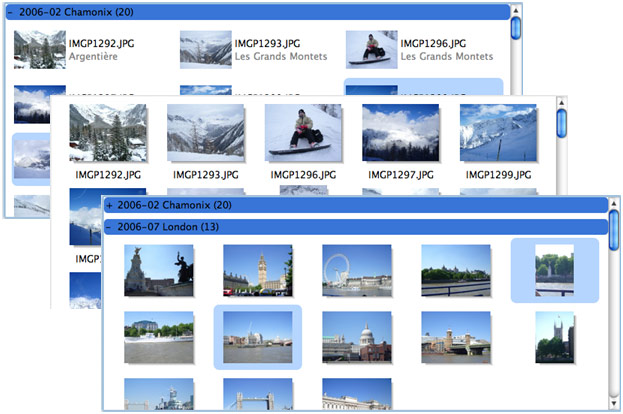 − 2006-02 Chamonix (20)
IMGP1292.JPG
Argentière
IMGP1293.JPG
Les Grands Montets
IMGP1296.JPG
Les Grands Montets
IMGP1292.JPG
IMGP1293.JPG
IMGP1296.JPG
IMGP1297.JPG
IMGP1299.JPG
+ 2006-02 Chamonix (20)
− 2006-07 London (13)